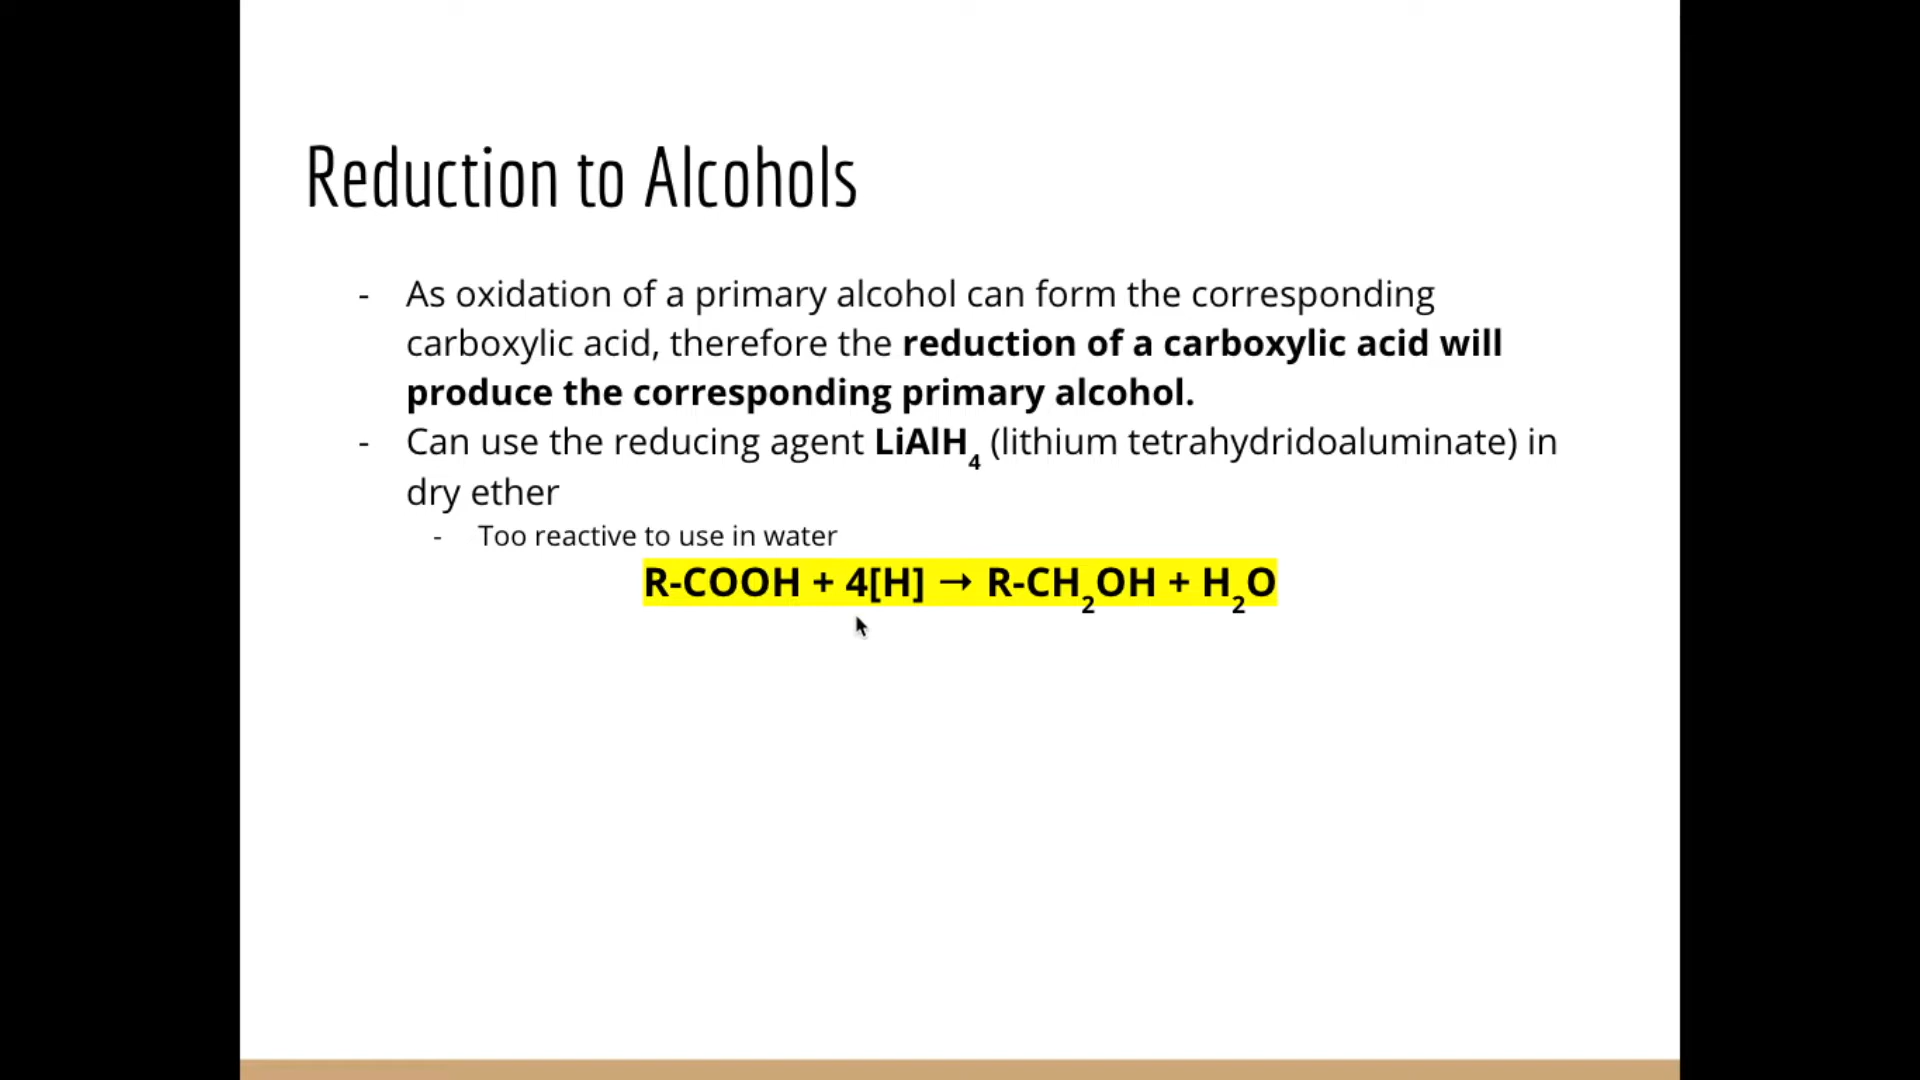 Reduction to Alcohols
- As oxidation of a primary alcohol can form the corresponding
carboxylic acid, therefore the reduction of a carboxylic acid will
produce the corresponding primary alcohol.
- Can use the reducing agent LiAlH₄ (lithium tetrahydridoaluminate) in
dry ether
- Too reactive to use in water
R-COOH + 4[H] → R-CH₂OH + H₂O